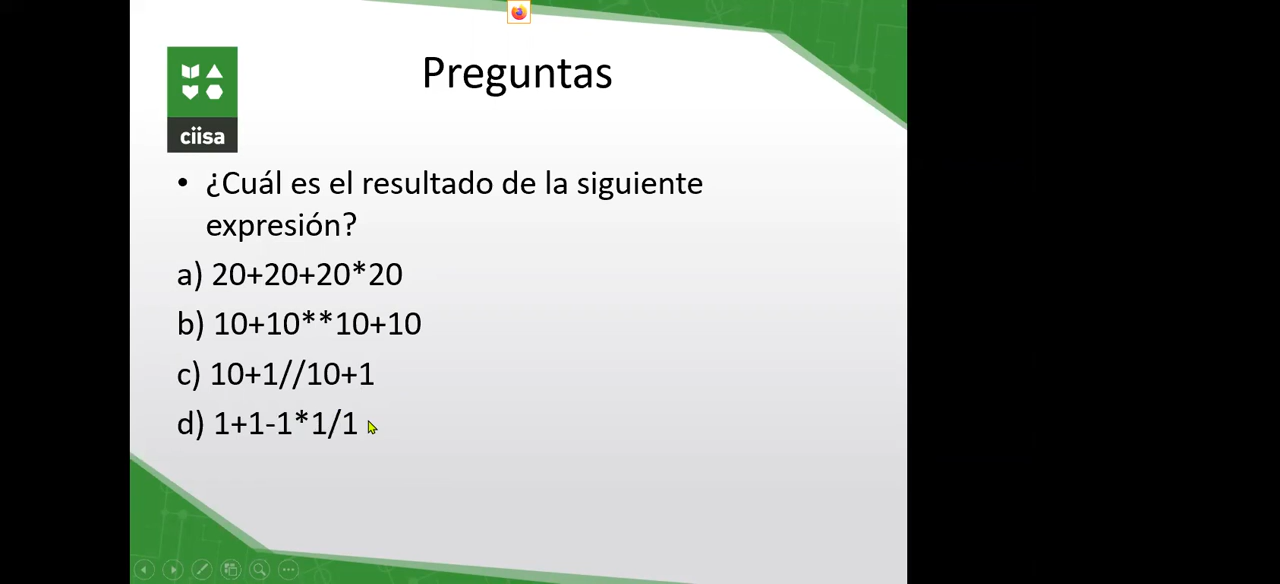 Preguntas
ciisa
• ¿Cuál es el resultado de la siguiente
expresión?
a) 20+20+20*20
b) 10+10**10+10
c) 10+1//10+1
d) 1+1-1*1/1